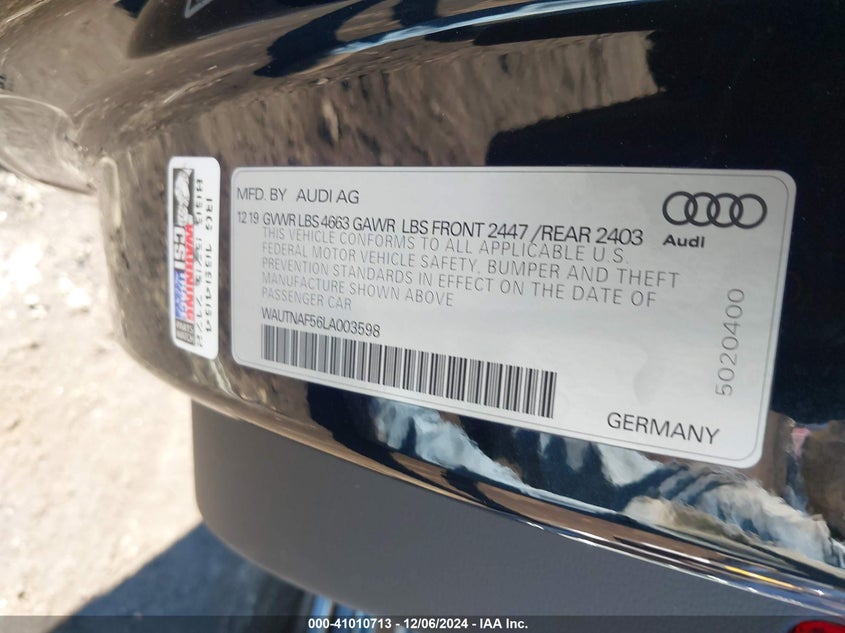 MFD. BY AUDI AG
12 19 GVWR LBS 4663 GAWR LBS FRONT 2447 /REAR 2403
THIS VEHICLE CONFORMS TO ALL APPLICABLE U.S.
FEDERAL MOTOR VEHICLE SAFETY, BUMPER AND THEFT
PREVENTION STANDARDS IN EFFECT ON THE DATE OF
MANUFACTURE SHOWN ABOVE
PASSENGER CAR
WAUTNAF56LA003598
Audi
5020400
GERMANY
WARNING
000-41010713 - 12/06/2024 - IAA Inc.